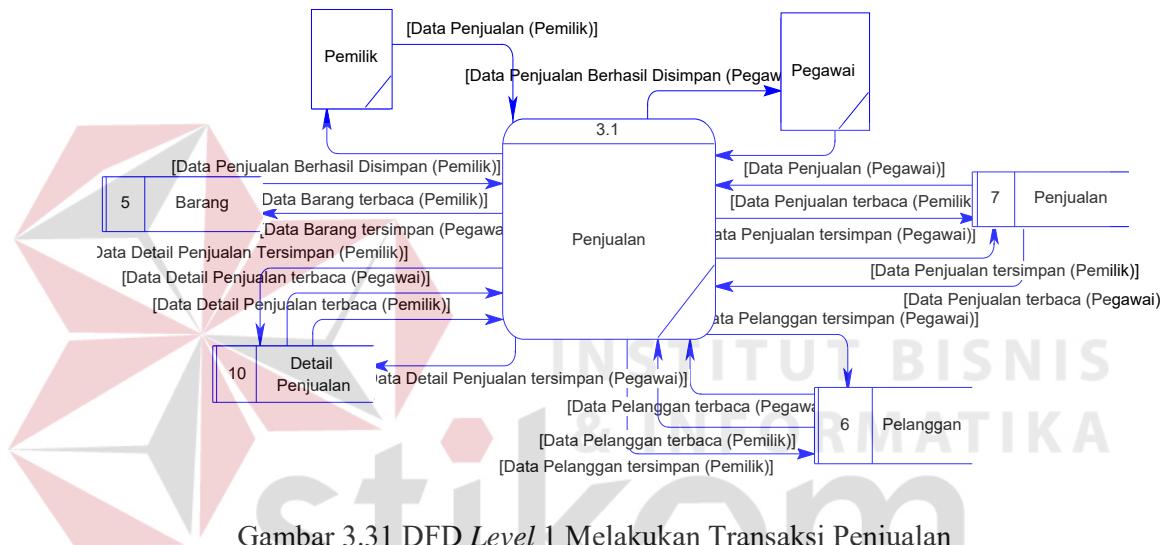 [Data Penjualan (Pemilik)]
Pemilik
[Data Penjualan Berhasil Disimpan (Pegaw
Pegawai
3.1
[Data Penjualan Berhasil Disimpan (Pemilik)]
[Data Penjualan (Pegawai)]
5 Barang
Data Barang terbaca (Pemilik)]
[Data Penjualan terbaca (Pemilik
7 Penjualan
[Data Barang tersimpan (Pegawa
Penjualan
ata Penjualan tersimpan (Pegawai)]
Data Detail Penjualan Tersimpan (Pemilik)]
[Data Detail Penjualan terbaca (Pegawai)]
[Data Penjualan tersimpan (Pemilik)]
[Data Detail Penjualan terbaca (Pemilik)]
[Data Penjualan terbaca (Pegawai)
ata Pelanggan tersimpan (Pegawai)]
10 Detail
Penjualan
INSTITUT BISNIS
Data Detail Penjualan tersimpan (Pegawai)]
[Data Pelanggan terbaca (Pegawa
6 Pelanggan
& INFORMATIKA
[Data Pelanggan terbaca (Pemilik)]
[Data Pelanggan tersimpan (Pemilik)]
stikom
Gambar 3.31 DFD Level 1 Melakukan Transaksi Penjualan